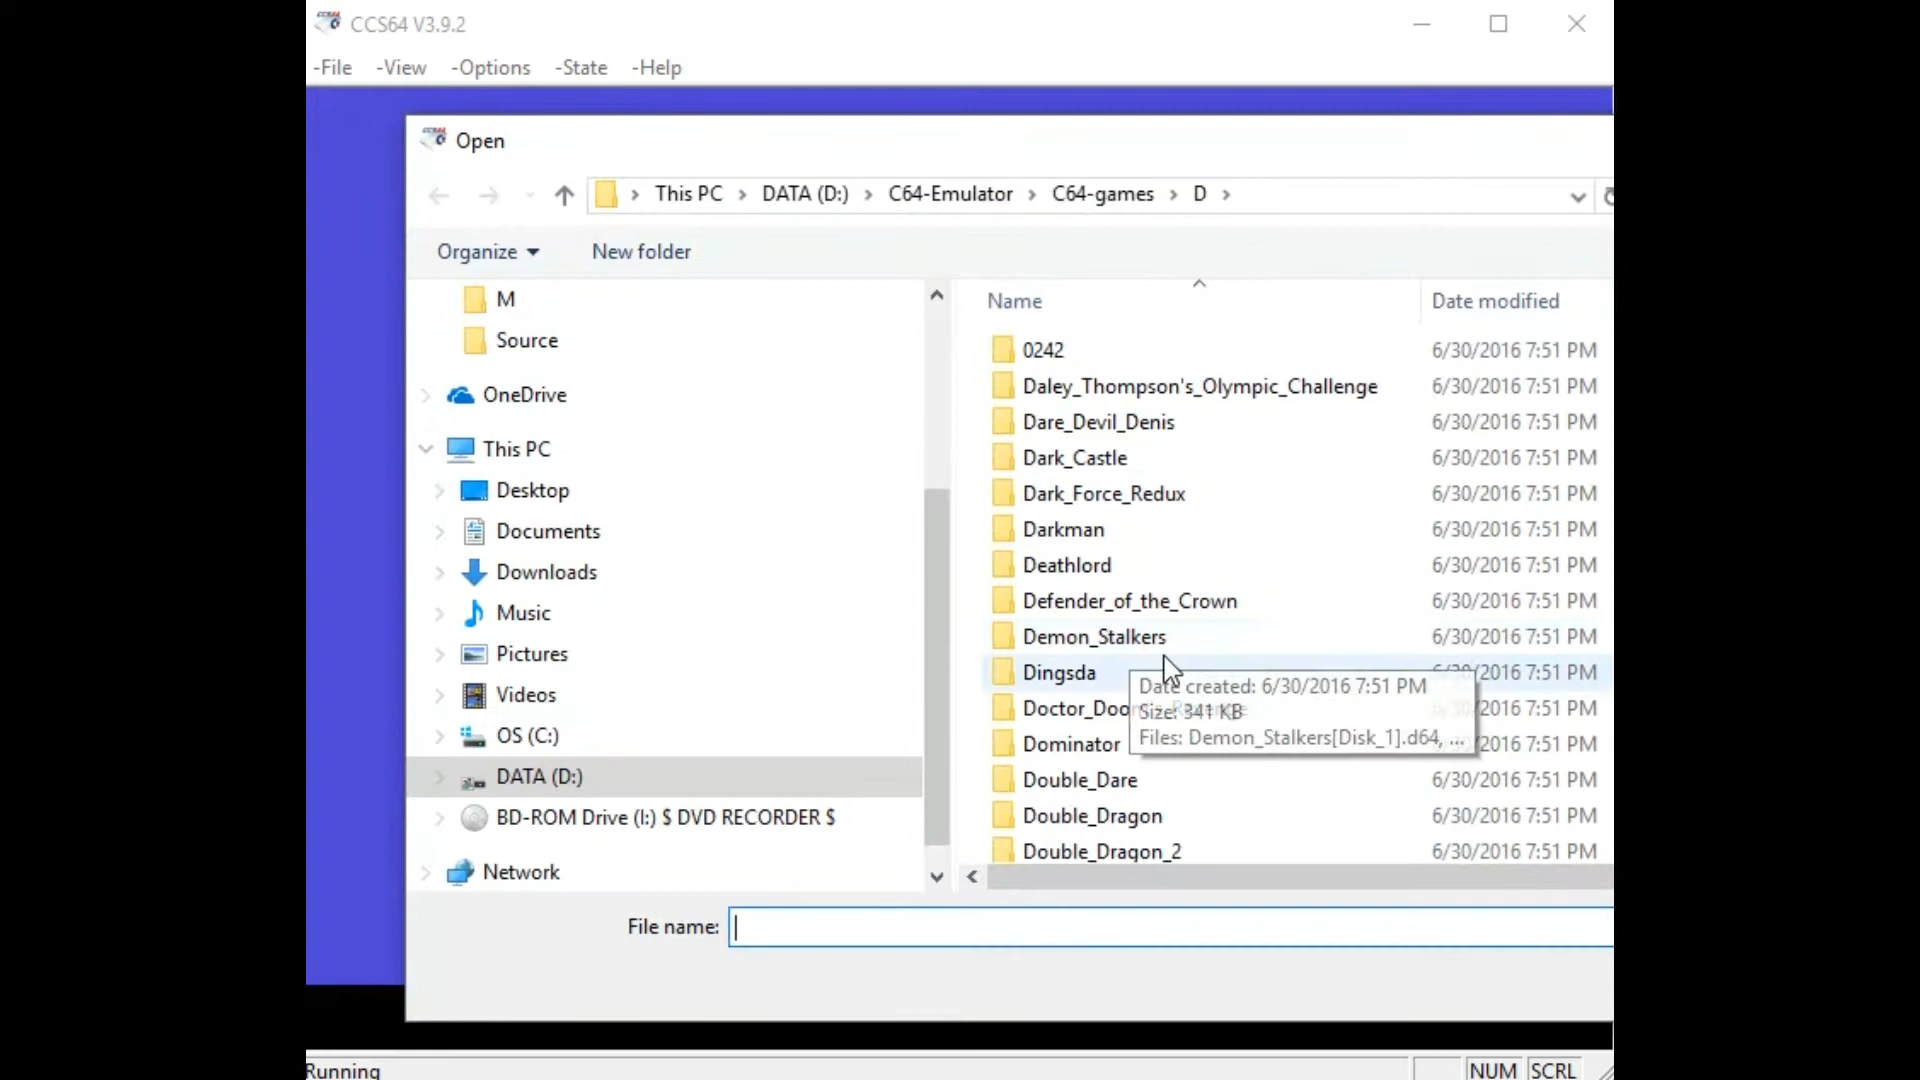 CCS64 V3.9.2
-File -View -Options -State -Help
Open
This PC DATA (D:) C64-Emulator C64-games D
Organize New folder
M
Source
OneDrive
This PC
Desktop
Documents
Downloads
Music
Pictures
Videos
OS (C:)
DATA (D:)
BD-ROM Drive (I:) $ DVD RECORDER $
Network
Name Date modified
0242 6/30/2016 7:51 PM
Daley_Thompson's_Olympic_Challenge 6/30/2016 7:51 PM
Dare_Devil_Denis 6/30/2016 7:51 PM
Dark_Castle 6/30/2016 7:51 PM
Dark_Force_Redux 6/30/2016 7:51 PM
Darkman 6/30/2016 7:51 PM
Deathlord 6/30/2016 7:51 PM
Defender_of_the_Crown 6/30/2016 7:51 PM
Demon_Stalkers 6/30/2016 7:51 PM
Dingsda 6/30/2016 7:51 PM
Doctor_Doo 6/30/2016 7:51 PM
Dominator 6/30/2016 7:51 PM
Double_Dare 6/30/2016 7:51 PM
Double_Dragon 6/30/2016 7:51 PM
Double_Dragon_2 6/30/2016 7:51 PM
Date created: 6/30/2016 7:51 PM
Size: 341 KB
Files: Demon_Stalkers[Disk_1].d64, ...
File name:
Running NUM SCRL